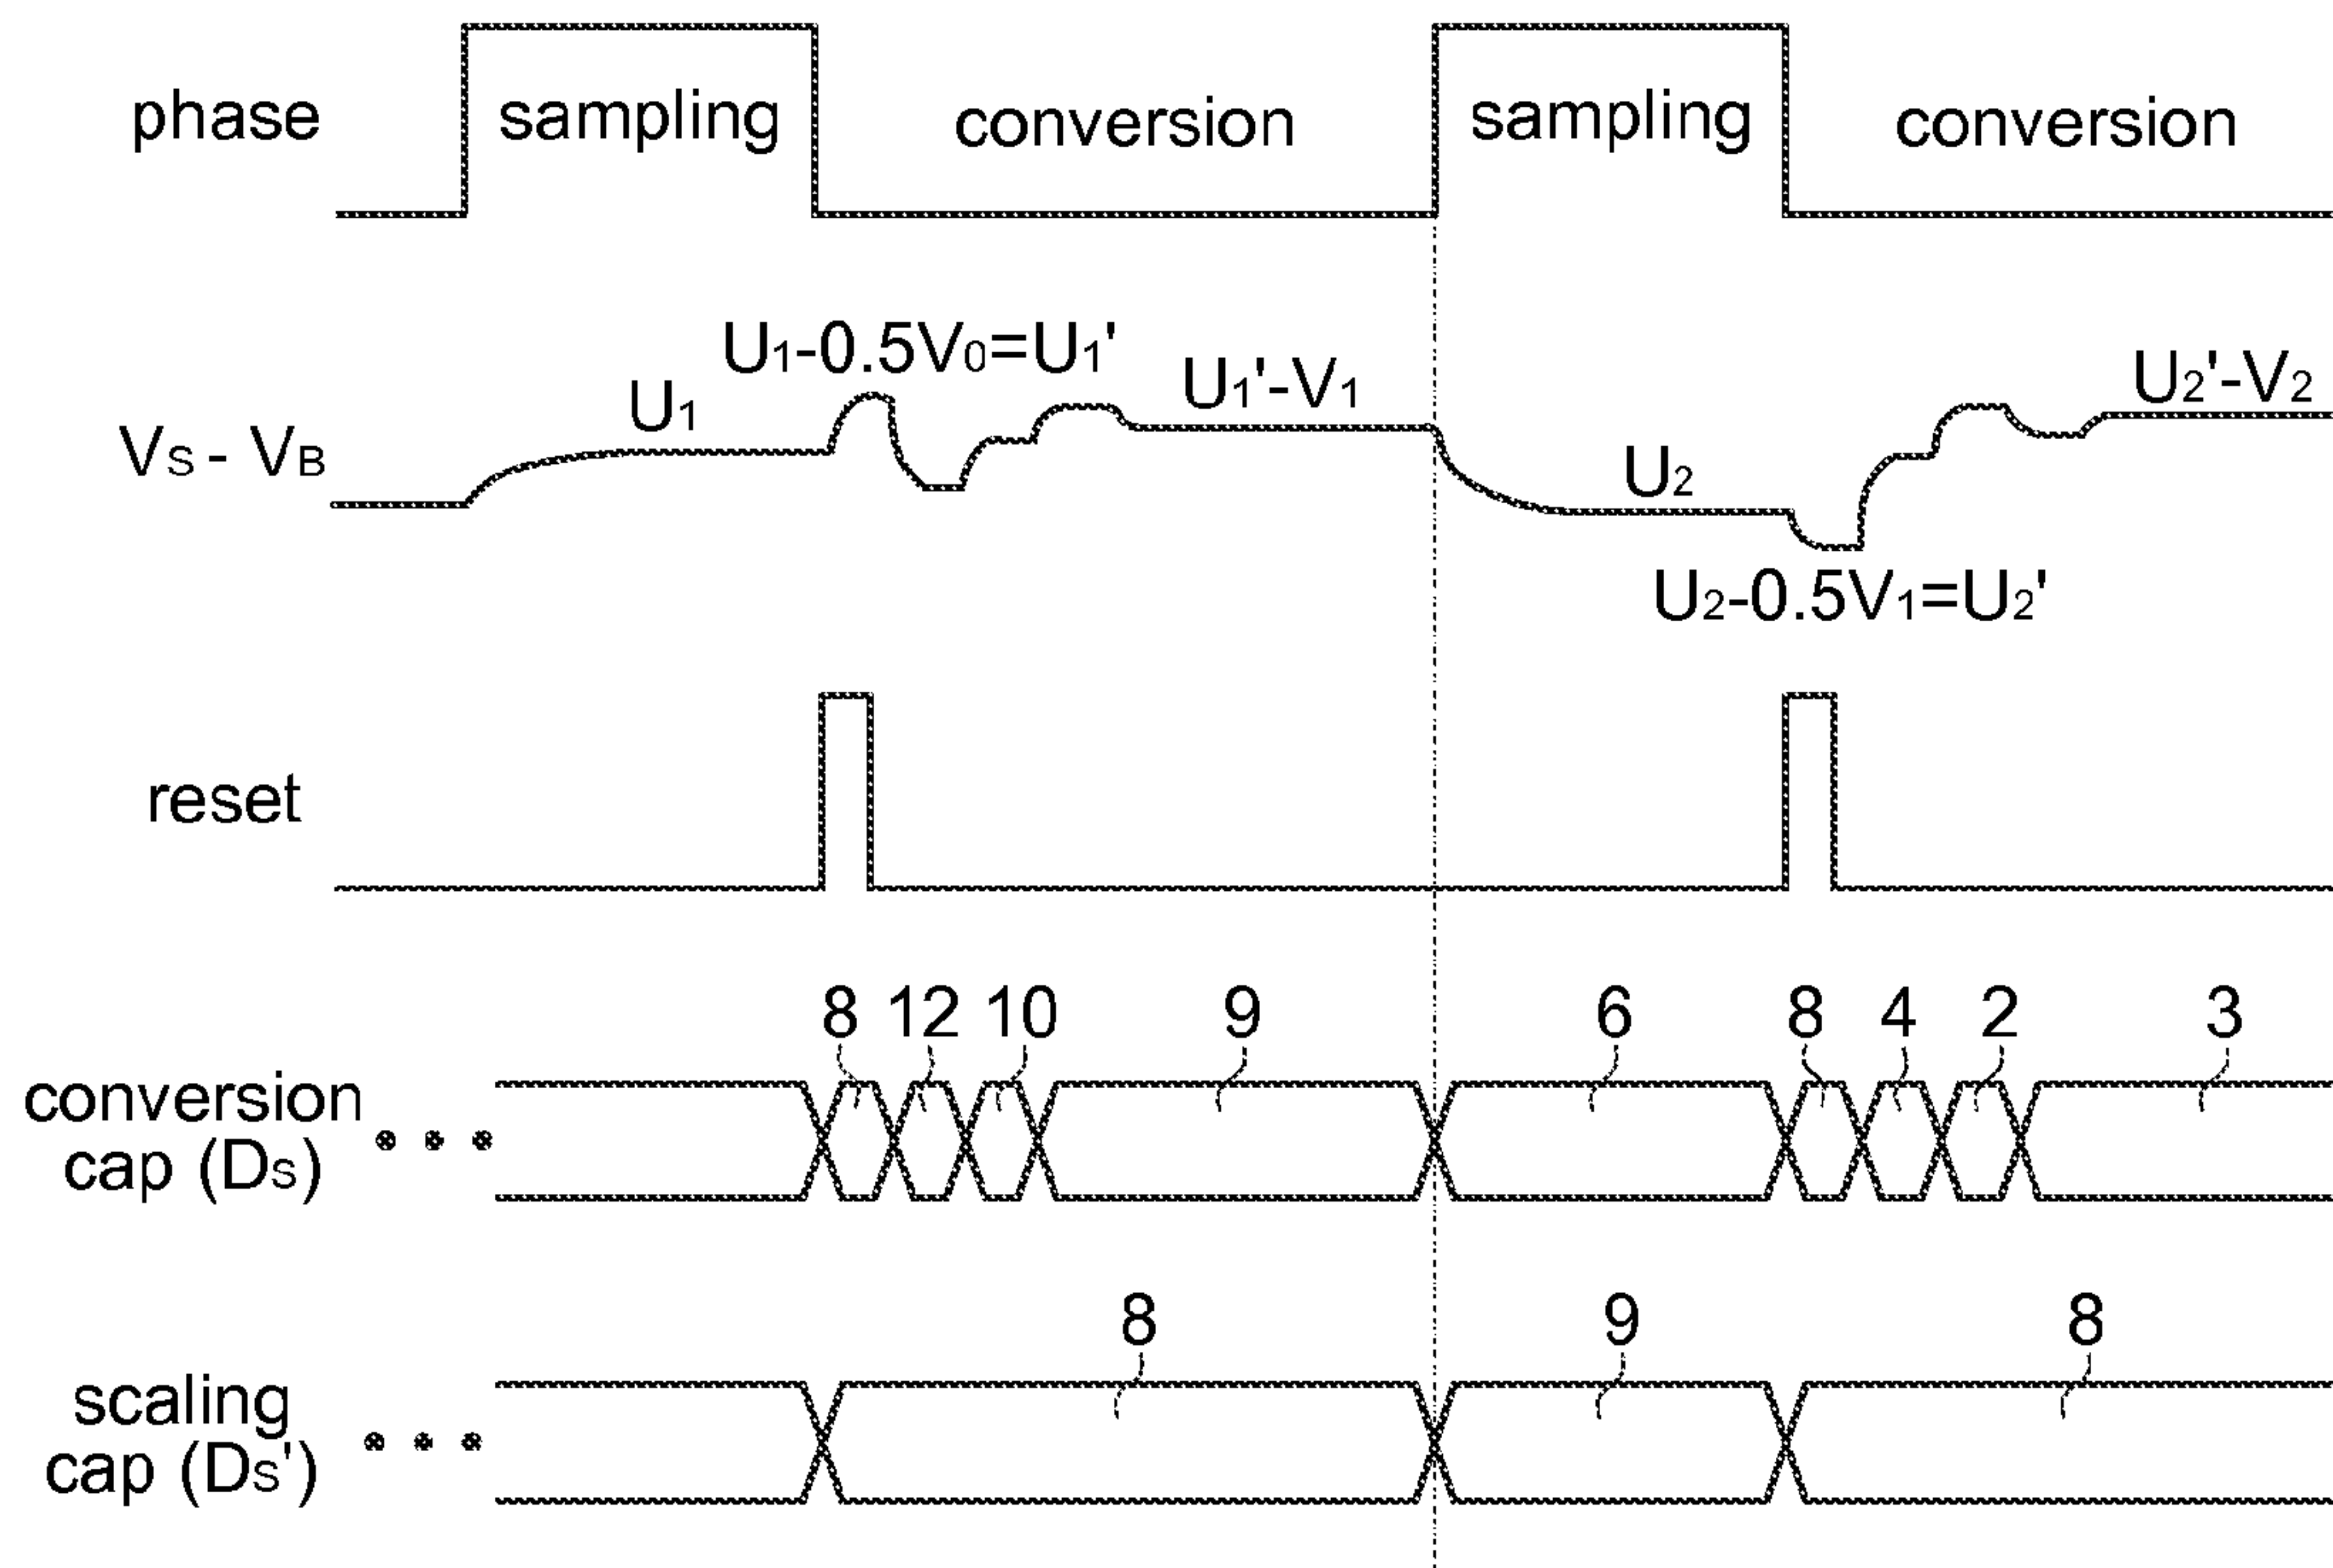 phase
sampling
conversion
sampling
conversion
VS - VB
U1
U1-0.5V0=U1'
U1'-V1
U2
U2-0.5V1=U2'
U2'-V2
reset
conversion
cap (DS)
8 12 10 9 6 8 4 2 3
scaling
cap (DS')
8 9 8